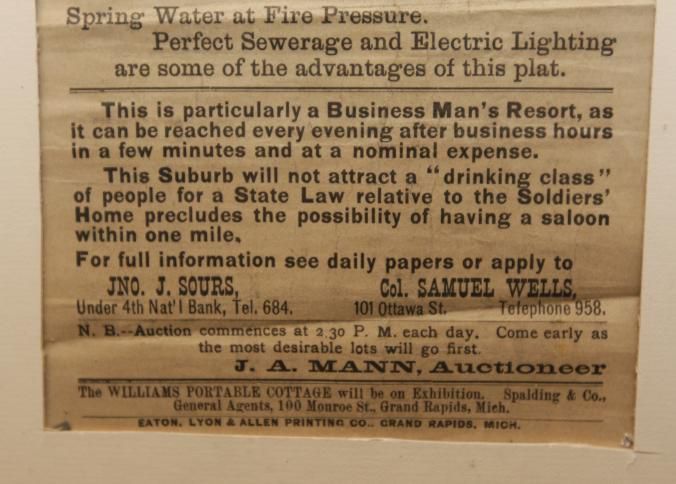 Spring Water at Fire Pressure.
Perfect Sewerage and Electric Lighting
are some of the advantages of this plat.
This is particularly a Business Man's Resort, as
it can be reached every evening after business hours
in a few minutes and at a nominal expense.
This Suburb will not attract a "drinking class"
of people for a State Law relative to the Soldiers'
Home precludes the possibility of having a saloon
within one mile.
For full information see daily papers or apply to
JNO. J. SOURS, Col. SAMUEL WELLS,
Under 4th Nat'l Bank, Tel. 684. 101 Ottawa St. Telephone 958.
N. B.--Auction commences at 2.30 P. M. each day. Come early as
the most desirable lots will go first.
J. A. MANN, Auctioneer
The WILLIAMS PORTABLE COTTAGE will be on Exhibition. Spalding & Co.,
General Agents, 100 Monroe St., Grand Rapids, Mich.
EATON, LYON & ALLEN PRINTING CO., GRAND RAPIDS, MICH.